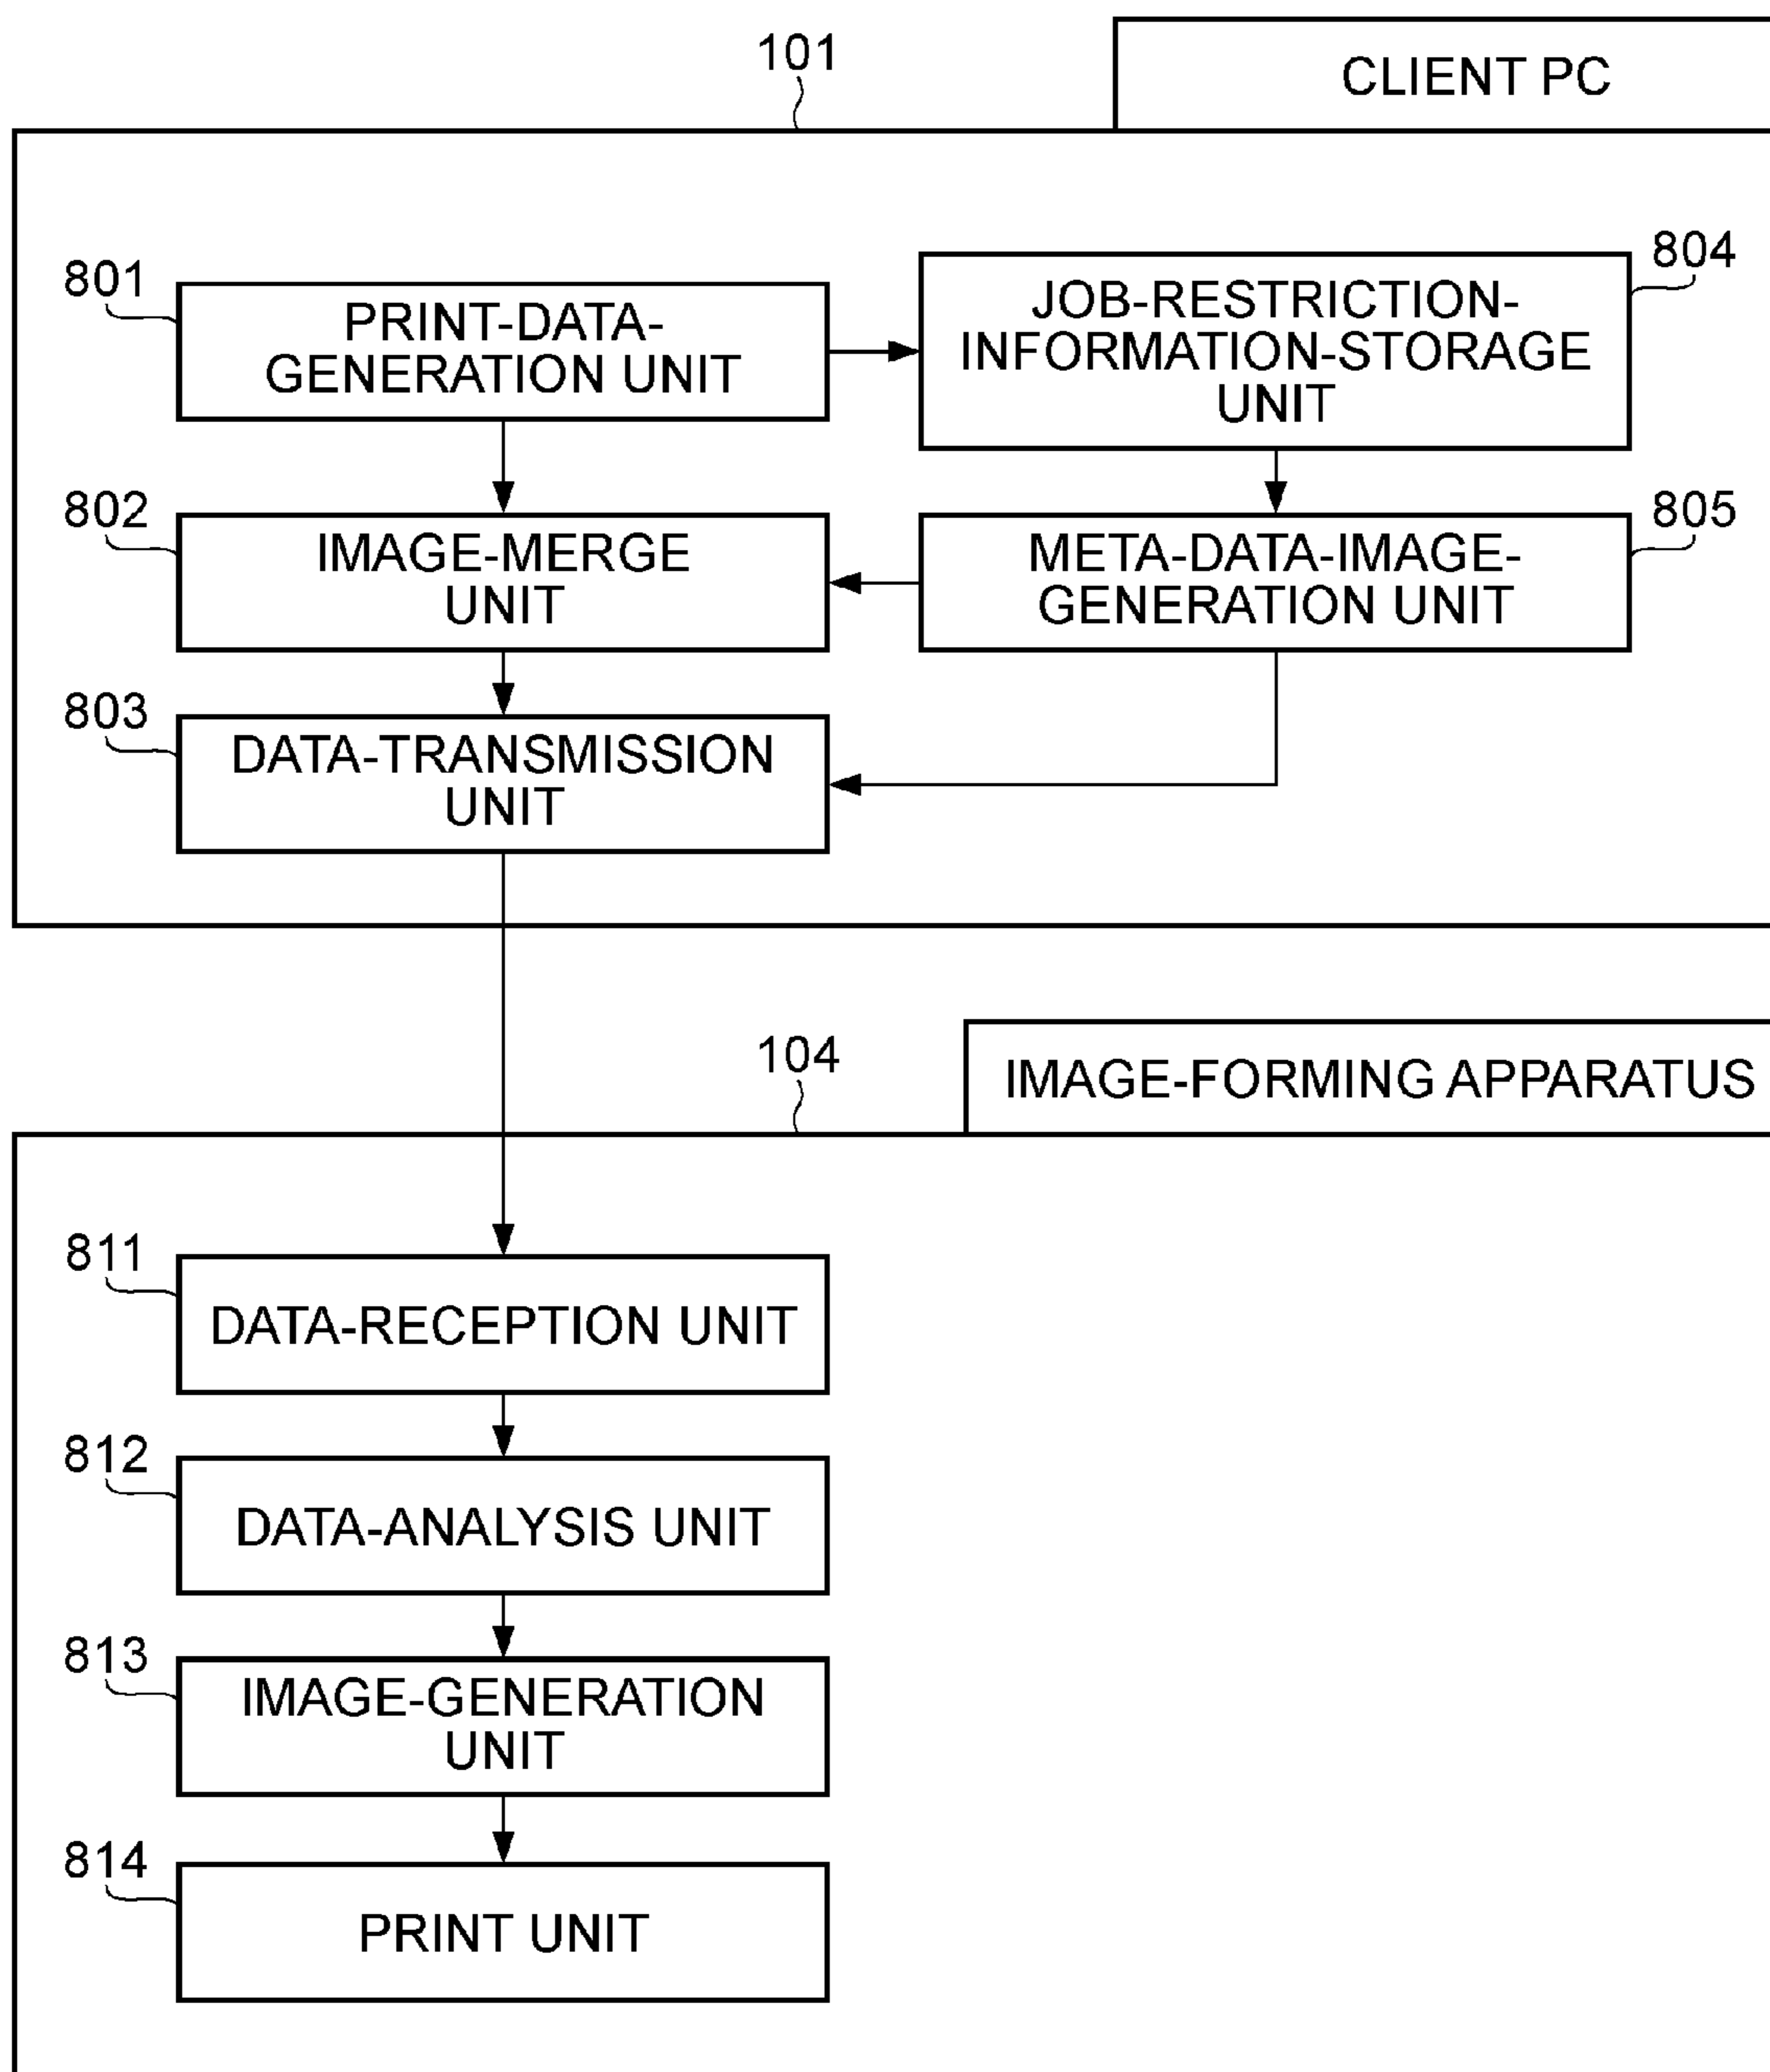 101
CLIENT PC
801
PRINT-DATA-
GENERATION UNIT
804
JOB-RESTRICTION-
INFORMATION-STORAGE
UNIT
802
IMAGE-MERGE
UNIT
805
META-DATA-IMAGE-
GENERATION UNIT
803
DATA-TRANSMISSION
UNIT
104
IMAGE-FORMING APPARATUS
811
DATA-RECEPTION UNIT
812
DATA-ANALYSIS UNIT
813
IMAGE-GENERATION
UNIT
814
PRINT UNIT